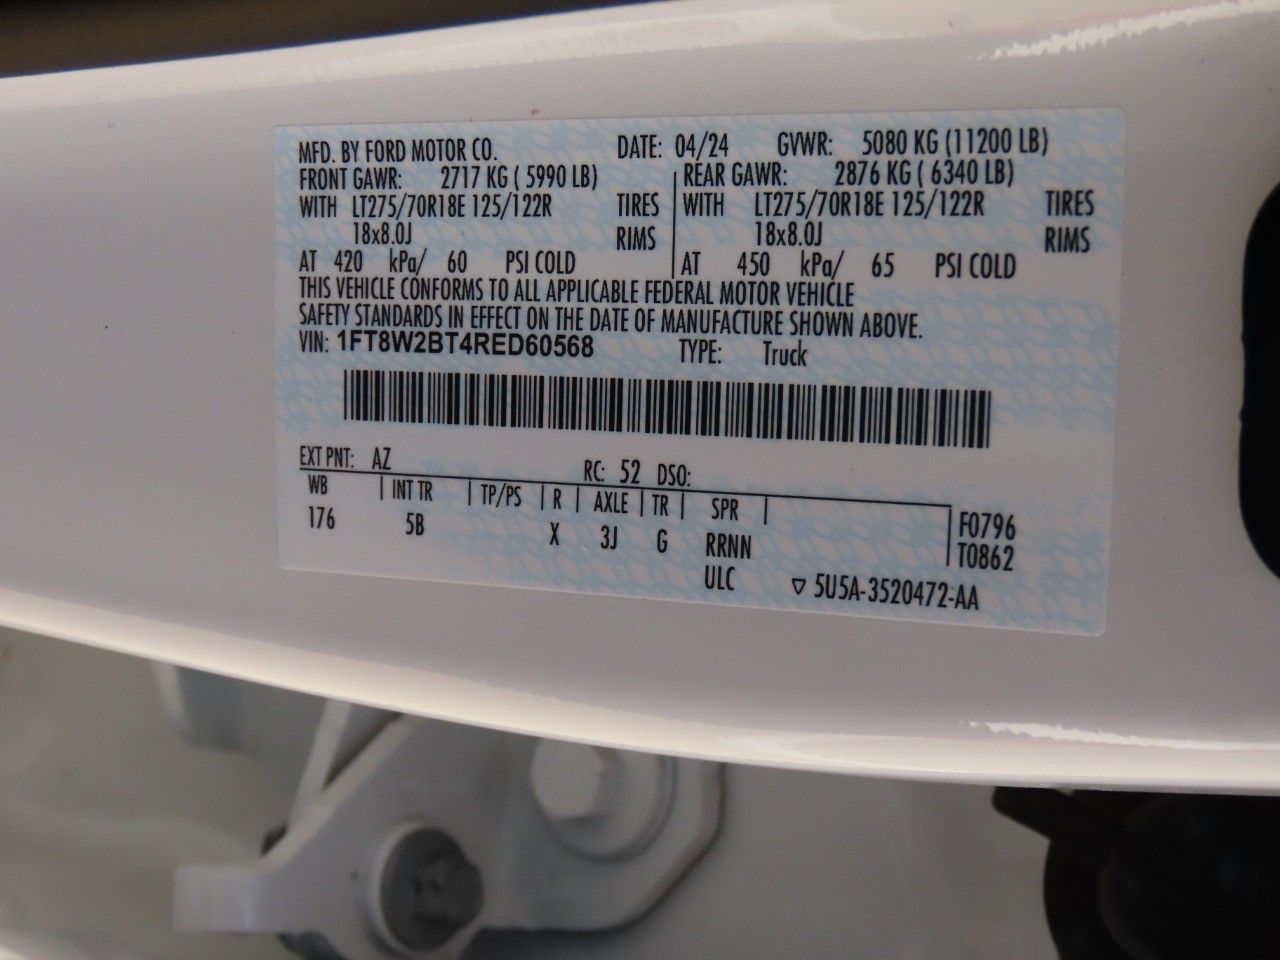 MFD. BY FORD MOTOR CO. DATE: 04/24 GVWR: 5080 KG (11200 LB)
FRONT GAWR: 2717 KG ( 5990 LB) REAR GAWR: 2876 KG ( 6340 LB)
WITH LT275/70R18E 125/122R TIRES WITH LT275/70R18E 125/122R TIRES
18x8.0J RIMS 18x8.0J RIMS
AT 420 kPa/ 60 PSI COLD AT 450 kPa/ 65 PSI COLD
THIS VEHICLE CONFORMS TO ALL APPLICABLE FEDERAL MOTOR VEHICLE
SAFETY STANDARDS IN EFFECT ON THE DATE OF MANUFACTURE SHOWN ABOVE.
VIN: 1FT8W2BT4RED60568 TYPE: Truck
EXT PNT: AZ RC: 52 DSO:
WB INT TR TP/PS R AXLE TR SPR
176 5B X 3J G RRNN F0796
T0862
ULC ▽ 5U5A-3520472-AA